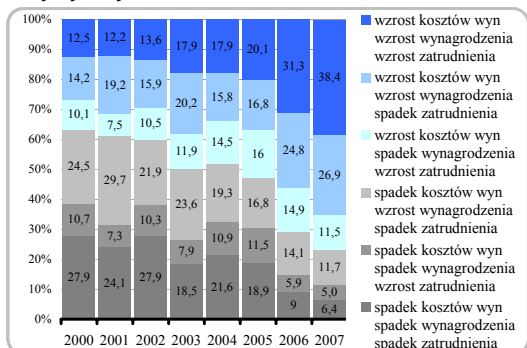 100%
90%
80%
70%
60%
50%
40%
30%
20%
10%
0%
12,5 12,2 13,6 17,9 17,9 20,1 31,3 38,4
14,2 19,2 15,9 20,2 15,8 16,8 24,8 26,9
10,1 7,5 10,5 11,9 14,5 16 14,9 11,5
24,5 29,7 21,9 23,6 19,3 16,8 14,1 11,7
10,7 7,3 10,3 7,9 10,9 11,5 5,9 5,0
27,9 24,1 27,9 18,5 21,6 18,9 9 6,4
2000 2001 2002 2003 2004 2005 2006 2007
wzrost kosztów wyn
wzrost wynagrodzenia
wzrost zatrudnienia
wzrost kosztów wyn
wzrost wynagrodzenia
spadek zatrudnienia
wzrost kosztów wyn
spadek wynagrodzenia
wzrost zatrudnienia
spadek kosztów wyn
wzrost wynagrodzenia
spadek zatrudnienia
spadek kosztów wyn
spadek wynagrodzenia
wzrost zatrudnienia
spadek kosztów wyn
spadek wynagrodzenia
spadek zatrudnienia